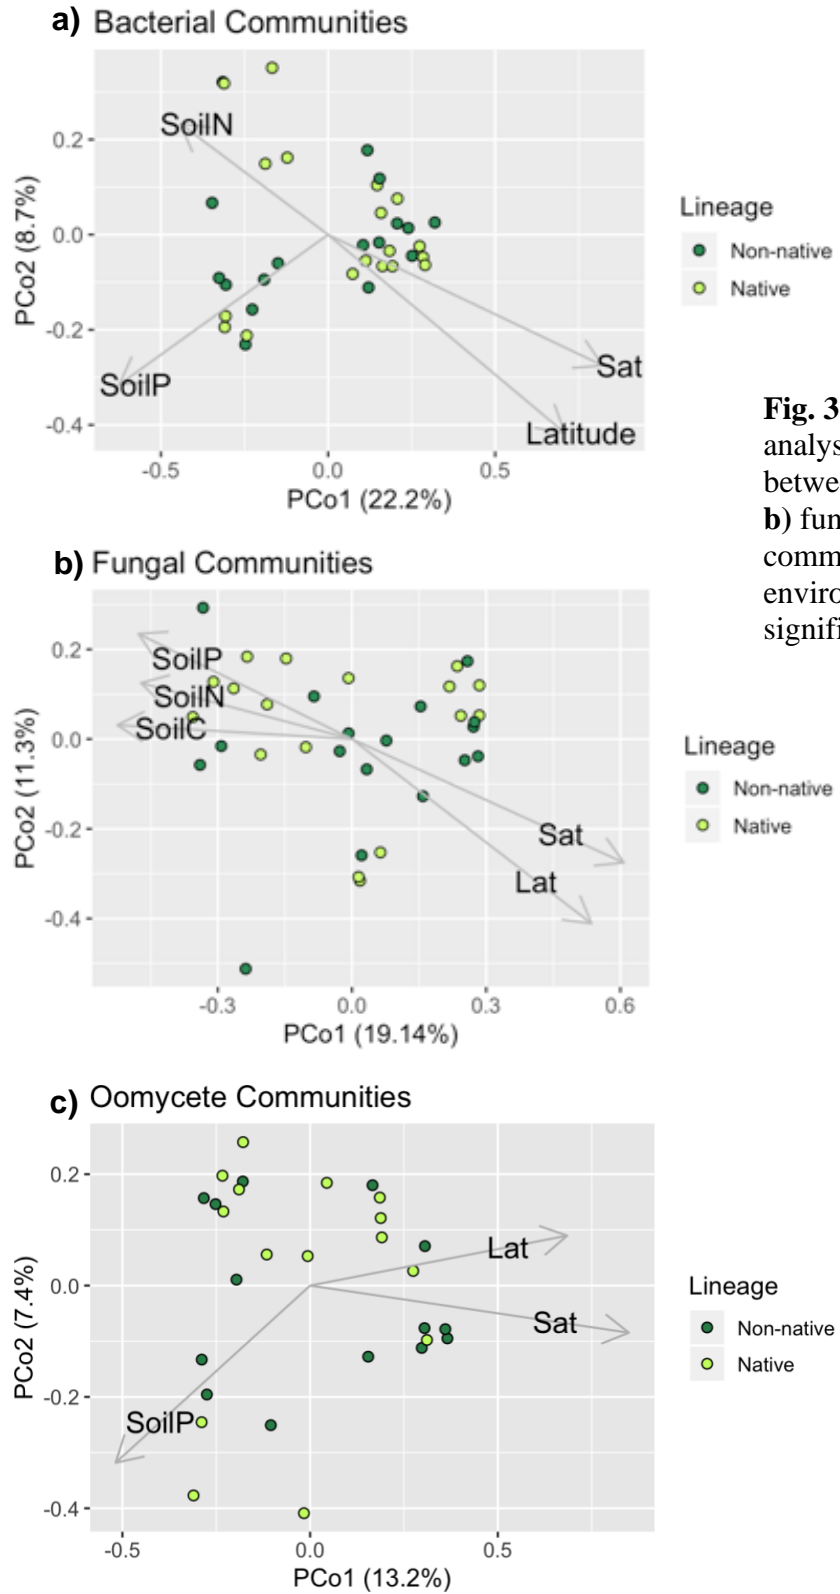 a) Bacterial Communities
SoilN
SoilP
Sat
Latitude
0.2
0.0
-0.2
-0.4
PCo2 (8.7%)
-0.5
0.0
0.5
PCo1 (22.2%)
Lineage
Non-native
Native
Fig. 3
analys
betwe
b) fun
comm
enviro
signifi
b) Fungal Communities
SoilP
SoilN
SoilC
Sat
Lat
0.2
0.0
-0.2
-0.4
PCo2 (11.3%)
-0.3
0.0
0.3
0.6
PCo1 (19.14%)
Lineage
Non-native
Native
c) Oomycete Communities
Lat
Sat
SoilP
0.2
0.0
-0.2
-0.4
PCo2 (7.4%)
-0.5
0.0
0.5
PCo1 (13.2%)
Lineage
Non-native
Native